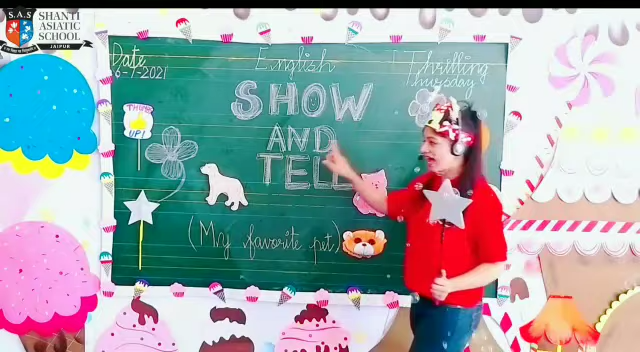 S.A.S
SHANTI
ASIATIC
SCHOOL
JAIPUR
Date
6-7-2021
English
Thrilling
Thursday
THUMBS
UP!
SHOW
AND
TELL
(My favorite pet)